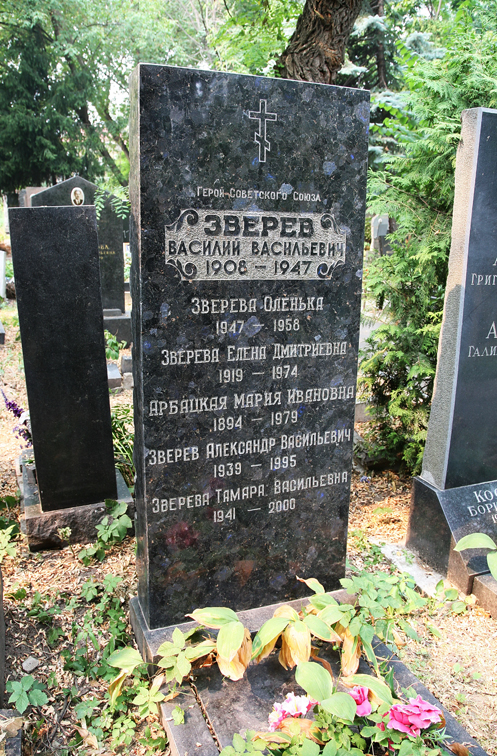 Герой Советского Союза
ЗВЕРЕВ
ВАСИЛИЙ ВАСИЛЬЕВИЧ
1908 — 1947
Зверева Оленька
1947 — 1958
Зверева Елена Дмитриевна
1919 — 1974
Арбацкая Мария Ивановна
1894 — 1979
Зверев Александр Васильевич
1939 — 1995
Зверева Тамара Васильевна
1941 — 2000